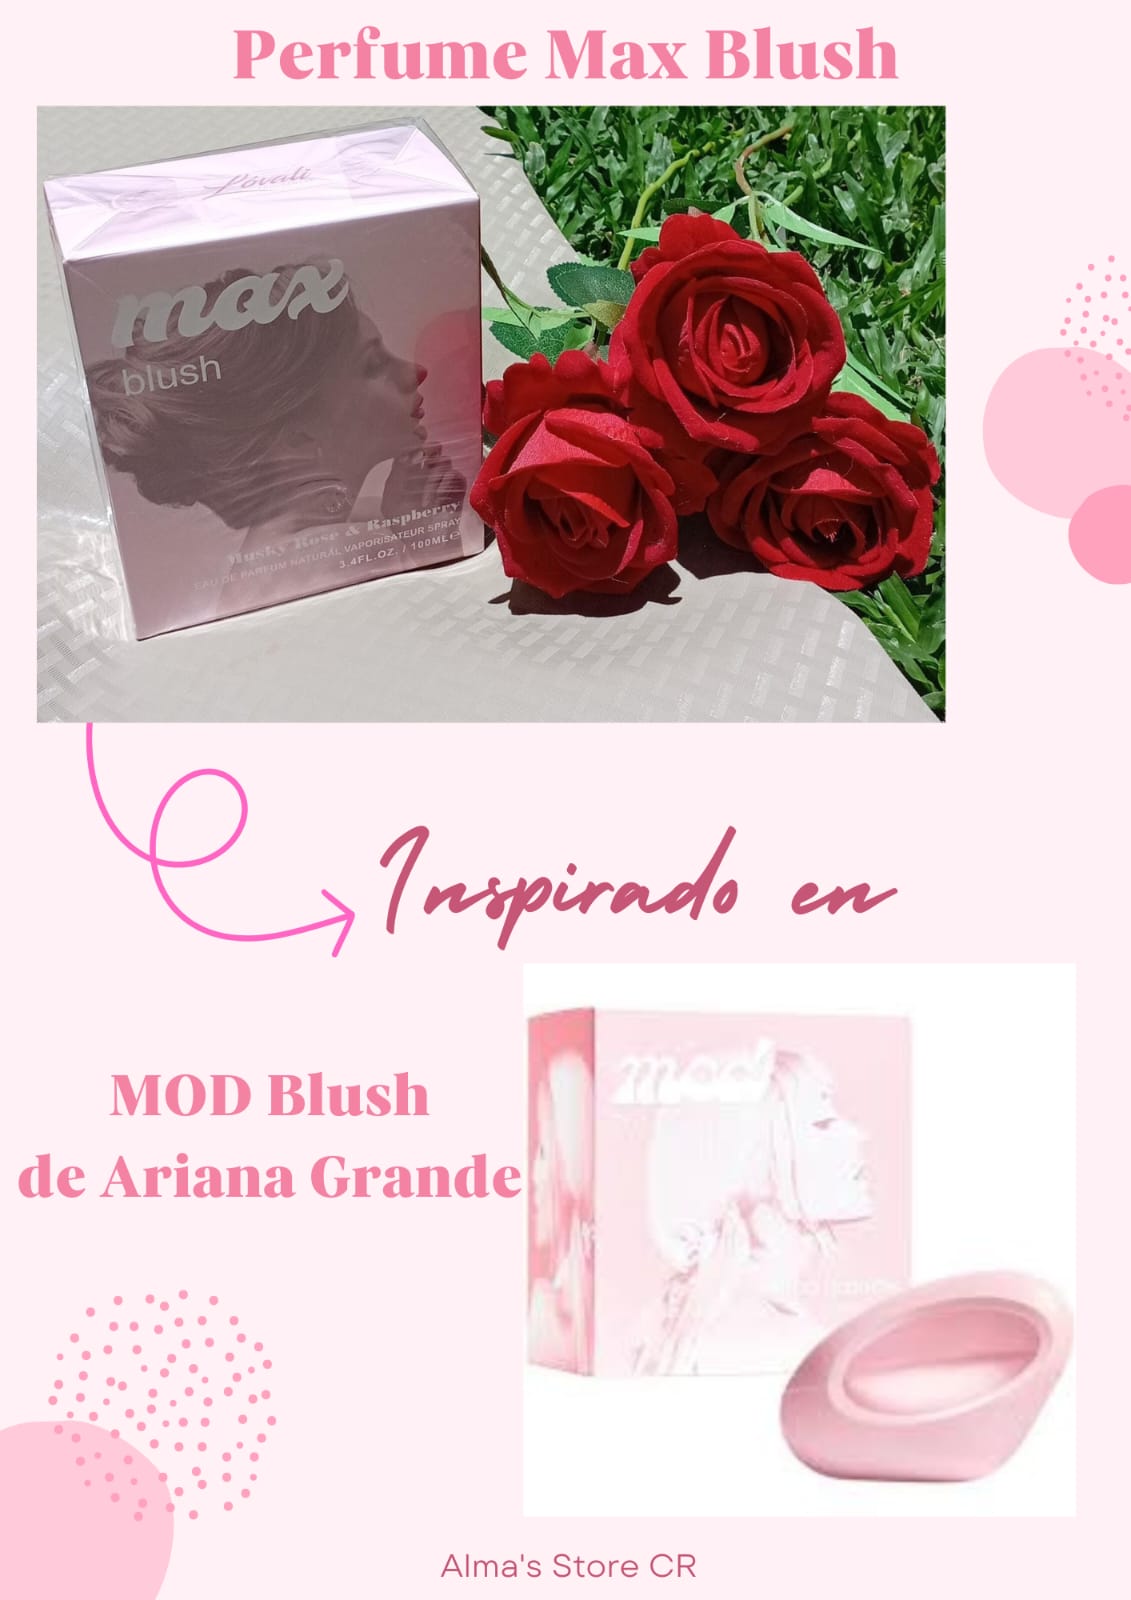 Perfume Max Blush
Lóvali
max
blush
Musky Rose & Raspberry
EAU DE PARFUM NATURAL VAPORISATEUR SPRAY
3.4FL.OZ. / 100ML℮
Inspirado en
MOD Blush
de Ariana Grande
mod
Alma's Store CR